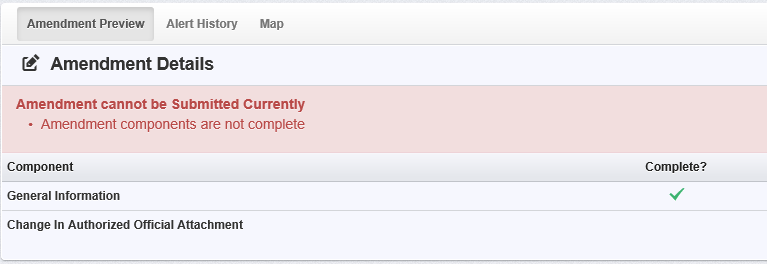 Amendment Preview Alert History Map
Amendment Details
Amendment cannot be Submitted Currently
• Amendment components are not complete
Component Complete?
General Information
Change In Authorized Official Attachment